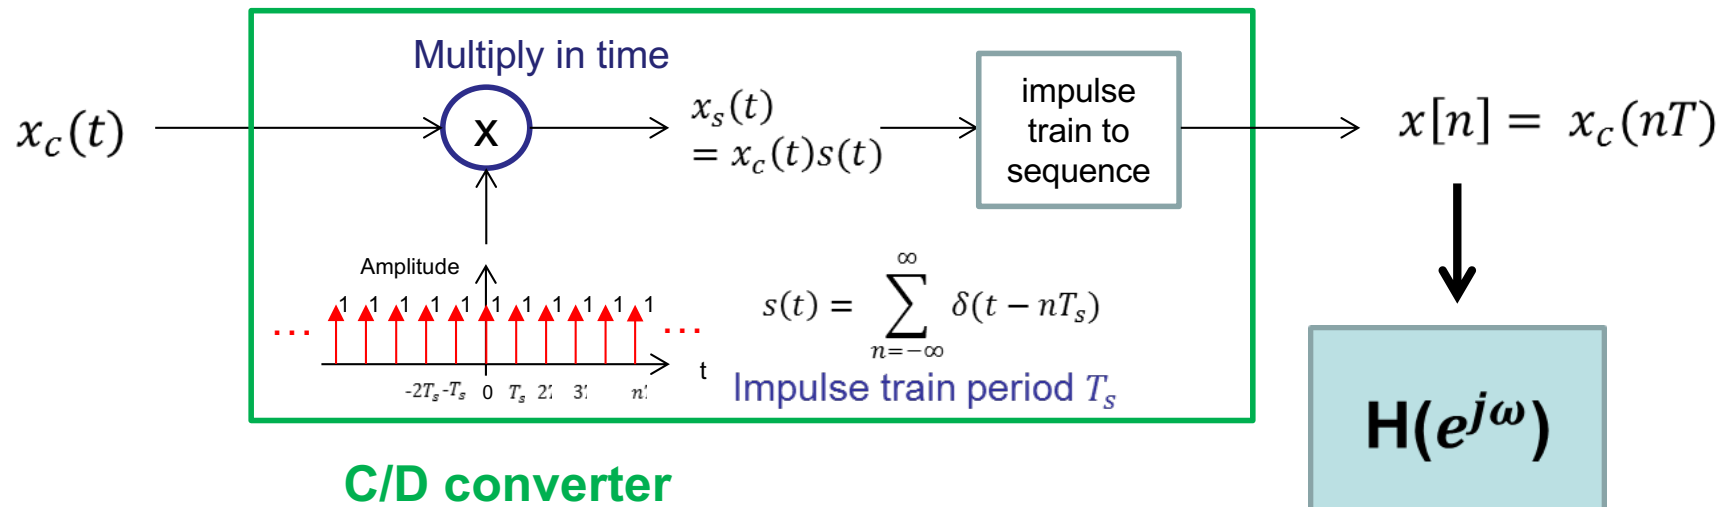 Multiply in time
x_c(t)
x
x_s(t)
= x_c(t)s(t)
impulse
train to
sequence
x[n] = x_c(nT)
Amplitude
1 1 1 1 1 1 1 1 1 1 1
... ...
-2T_s -T_s 0 T_s
t
s(t) = ∑_{n=-∞}^{∞} δ(t − nT_s)
Impulse train period T_s
H(e^{jω})
C/D converter